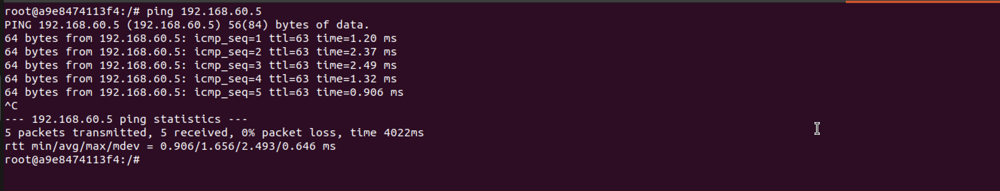 root@a9e8474113f4:/# ping 192.168.60.5
PING 192.168.60.5 (192.168.60.5) 56(84) bytes of data.
64 bytes from 192.168.60.5: icmp_seq=1 ttl=63 time=1.20 ms
64 bytes from 192.168.60.5: icmp_seq=2 ttl=63 time=2.37 ms
64 bytes from 192.168.60.5: icmp_seq=3 ttl=63 time=2.49 ms
64 bytes from 192.168.60.5: icmp_seq=4 ttl=63 time=1.32 ms
64 bytes from 192.168.60.5: icmp_seq=5 ttl=63 time=0.906 ms
^C
--- 192.168.60.5 ping statistics ---
5 packets transmitted, 5 received, 0% packet loss, time 4022ms
rtt min/avg/max/mdev = 0.906/1.656/2.493/0.646 ms
root@a9e8474113f4:/#